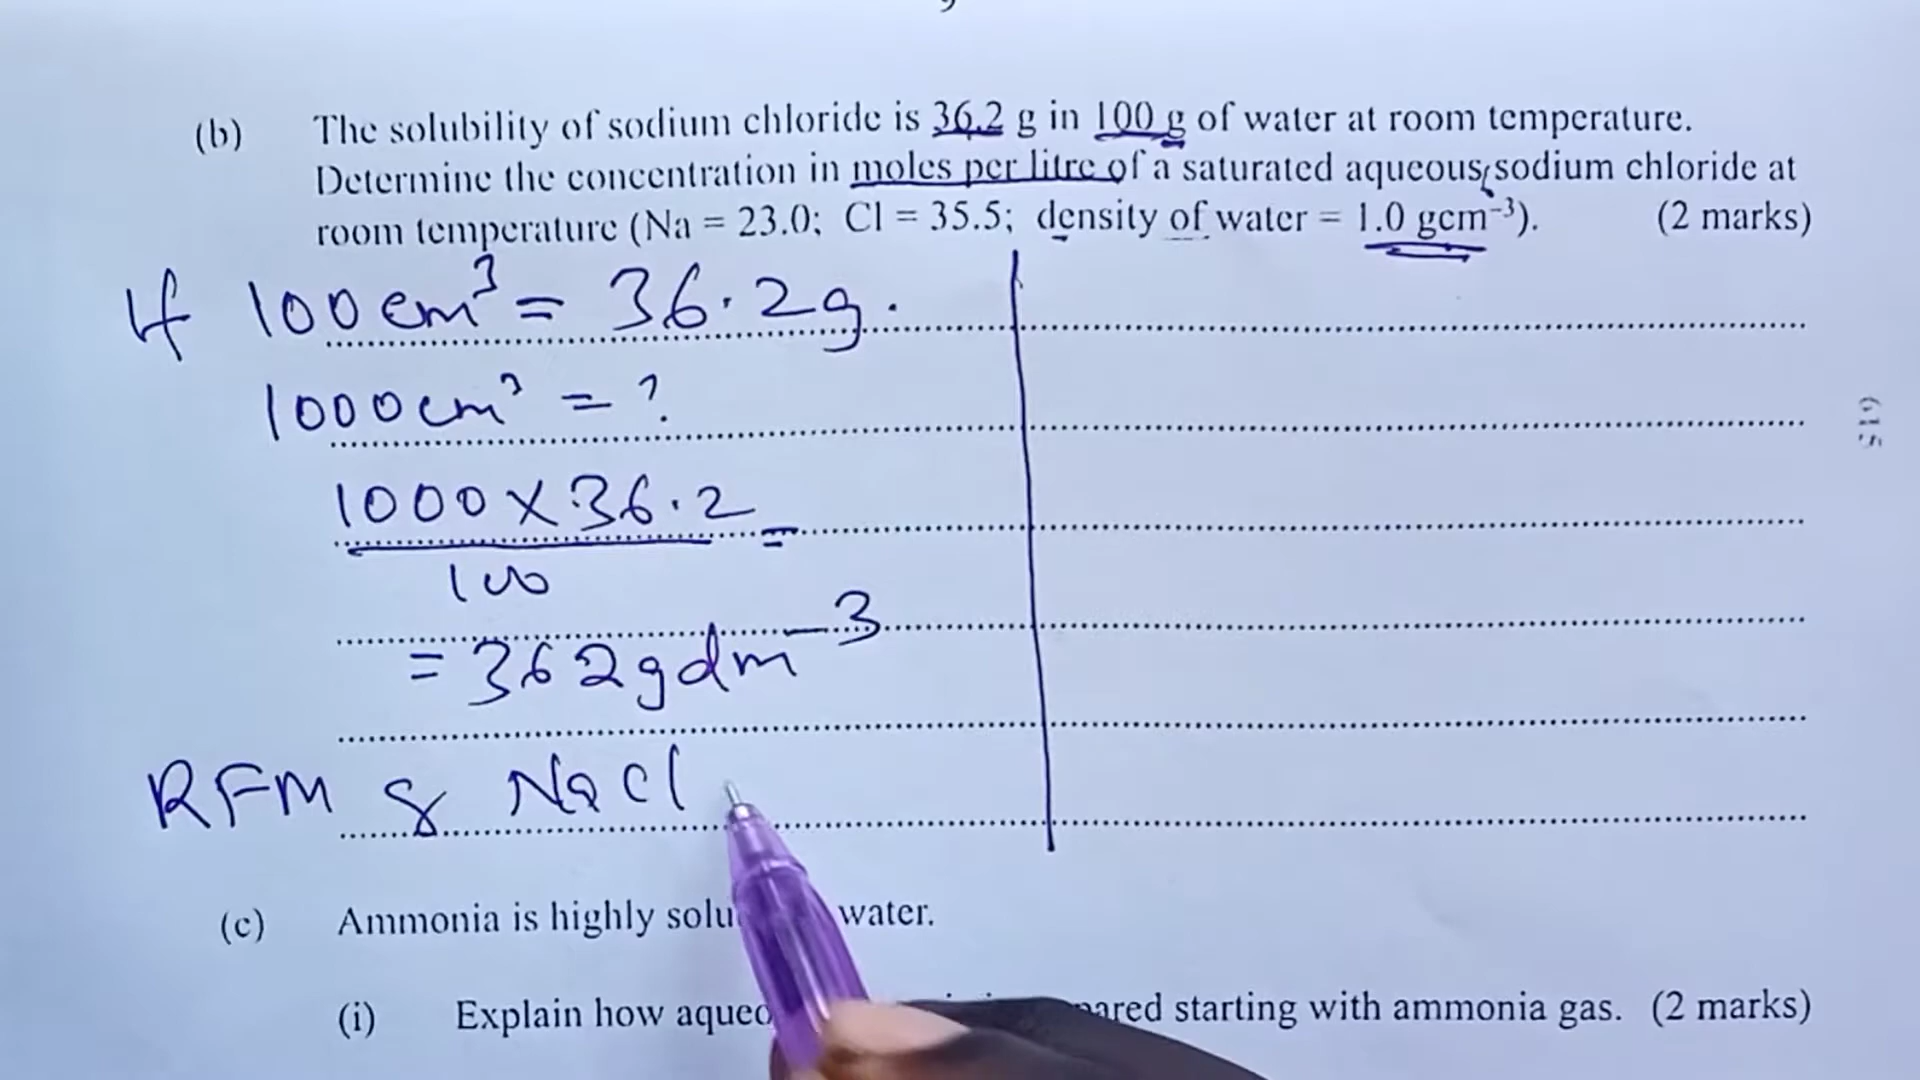 (b) The solubility of sodium chloride is 36.2 g in 100 g of water at room temperature.
Determine the concentration in moles per litre of a saturated aqueous sodium chloride at
room temperature (Na = 23.0; Cl = 35.5; density of water = 1.0 gcm⁻³). (2 marks)
If 100cm³ = 36.2g.
1000cm³ = ?
1000 x 36.2 =
100
= 362gdm⁻³
RFM of NaCl
(c) Ammonia is highly water.
(i) Explain how starting with ammonia gas. (2 marks)
615